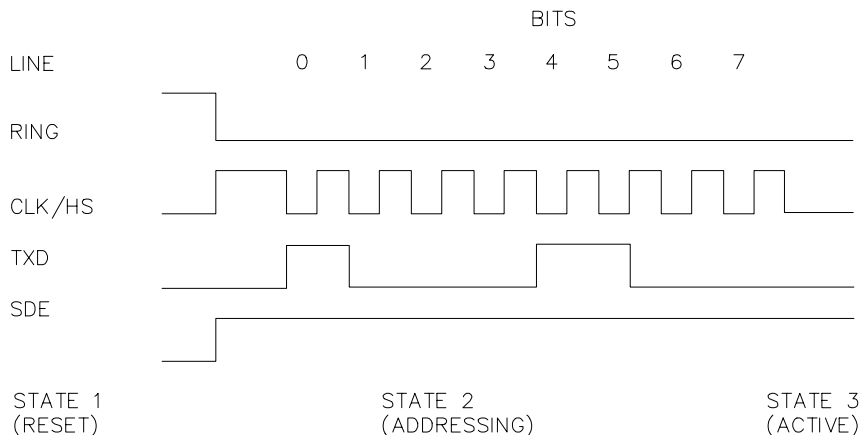 BITS
LINE 0 1 2 3 4 5 6 7
RING
CLK/HS
TXD
SDE
STATE 1 STATE 2 STATE 3
(RESET) (ADDRESSING) (ACTIVE)